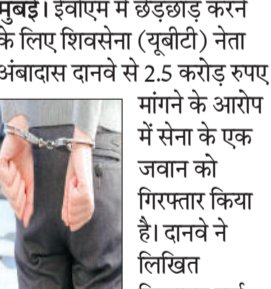 मुंबई। ईवीएम में छेड़छाड़ करने
के लिए शिवसेना (यूबीटी) नेता
अंबादास दानवे से 2.5 करोड़ रुपए
मांगने के आरोप
में सेना के एक
जवान को
गिरफ्तार किया
है। दानवे ने
लिखित